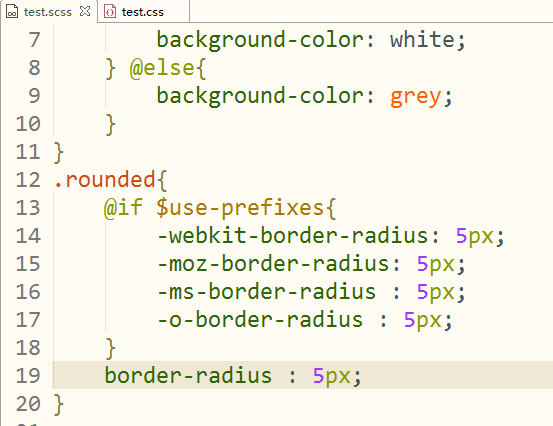 test.scss test.css
7 background-color: white;
8 } @else{
9 background-color: grey;
10 }
11 }
12 .rounded{
13 @if $use-prefixes{
14 -webkit-border-radius: 5px;
15 -moz-border-radius: 5px;
16 -ms-border-radius : 5px;
17 -o-border-radius : 5px;
18 }
19 border-radius : 5px;
20 }